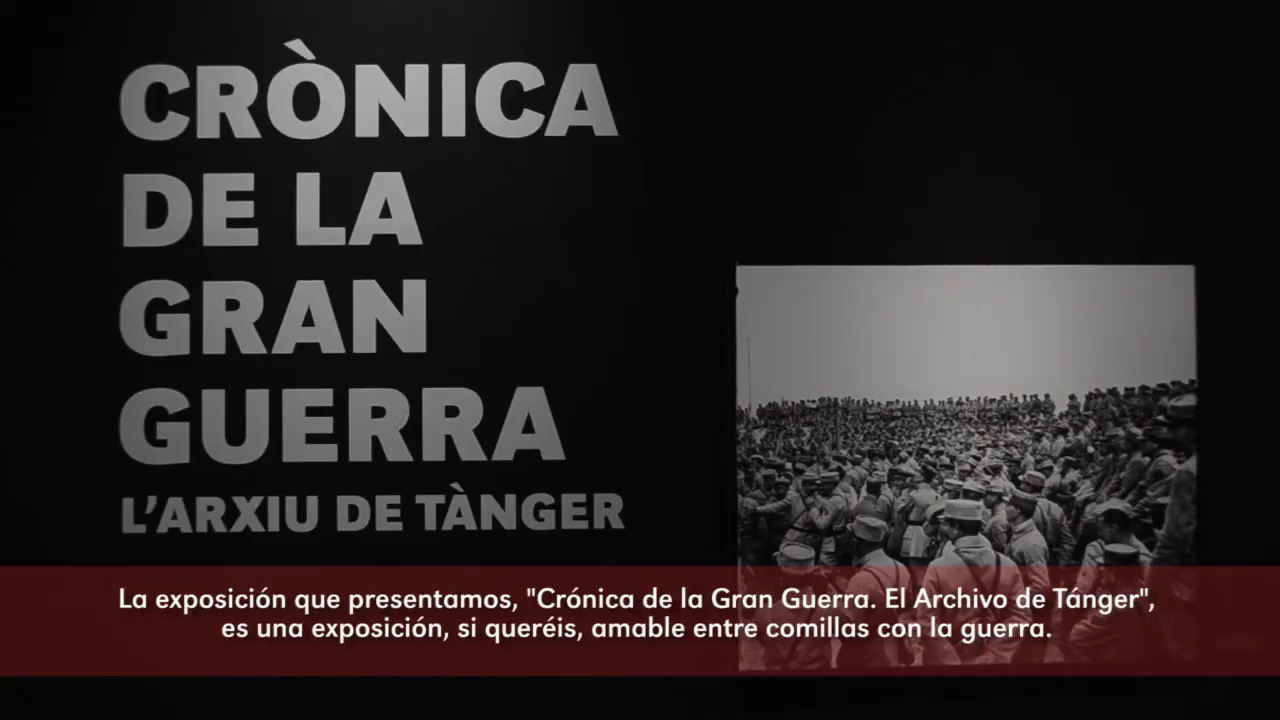 CRÒNICA
DE LA
GRAN
GUERRA
L'ARXIU DE TÀNGER
La exposición que presentamos, "Crónica de la Gran Guerra. El Archivo de Tánger",
es una exposición, si queréis, amable entre comillas con la guerra.